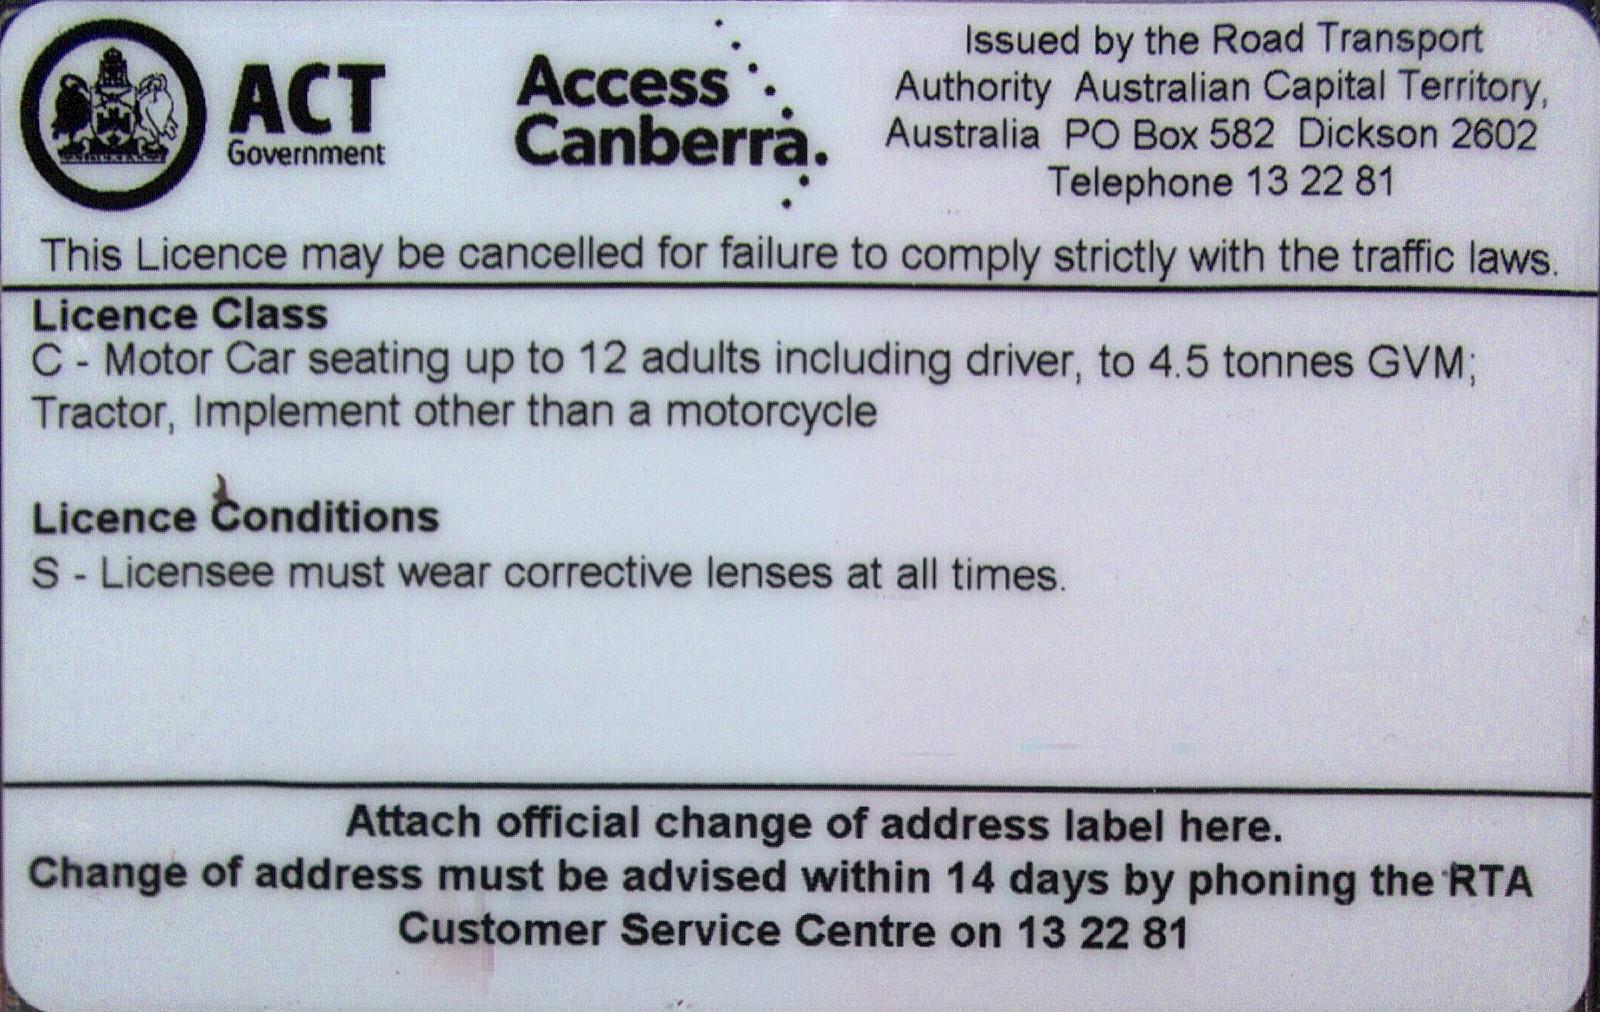 ACT
Government
Access
Canberra.
Issued by the Road Transport
Authority Australian Capital Territory,
Australia PO Box 582 Dickson 2602
Telephone 13 22 81
This Licence may be cancelled for failure to comply strictly with the traffic laws.
Licence Class
C - Motor Car seating up to 12 adults including driver, to 4.5 tonnes GVM;
Tractor, Implement other than a motorcycle
Licence Conditions
S - Licensee must wear corrective lenses at all times.
Attach official change of address label here.
Change of address must be advised within 14 days by phoning the RTA
Customer Service Centre on 13 22 81